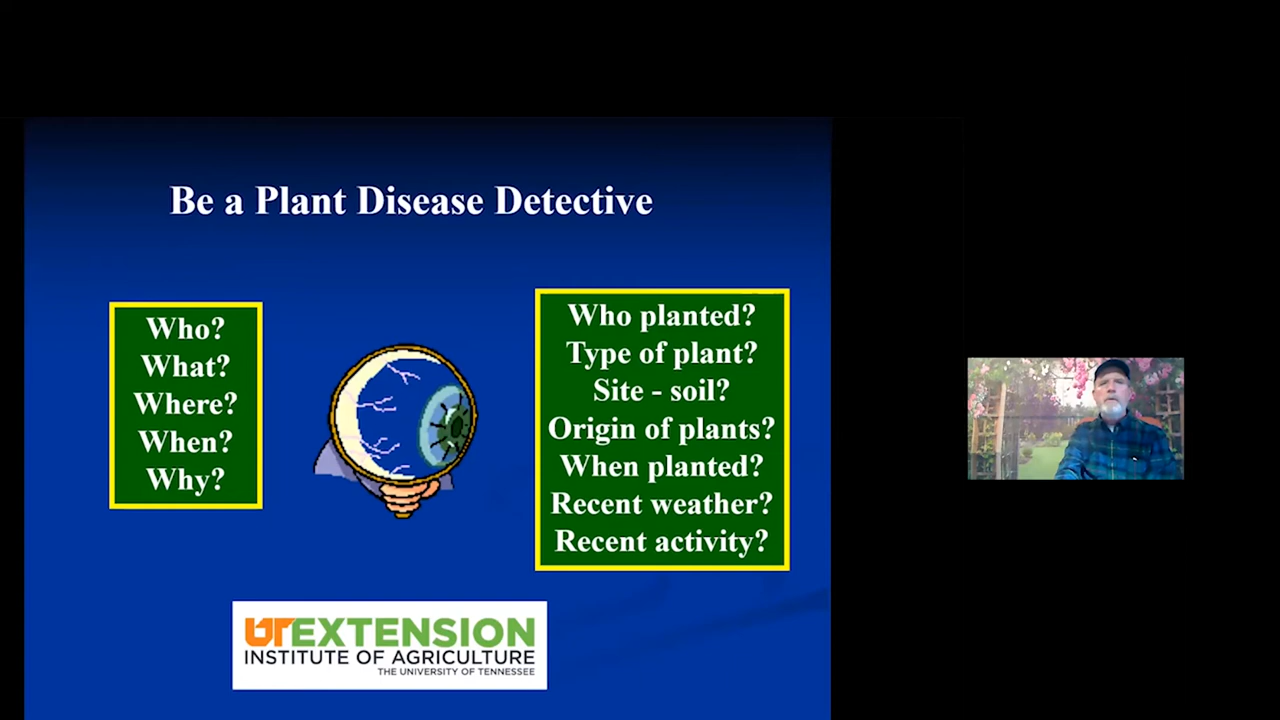 Be a Plant Disease Detective
Who?
What?
Where?
When?
Why?
Who planted?
Type of plant?
Site - soil?
Origin of plants?
When planted?
Recent weather?
Recent activity?
UTEXTENSION
INSTITUTE OF AGRICULTURE
THE UNIVERSITY OF TENNESSEE